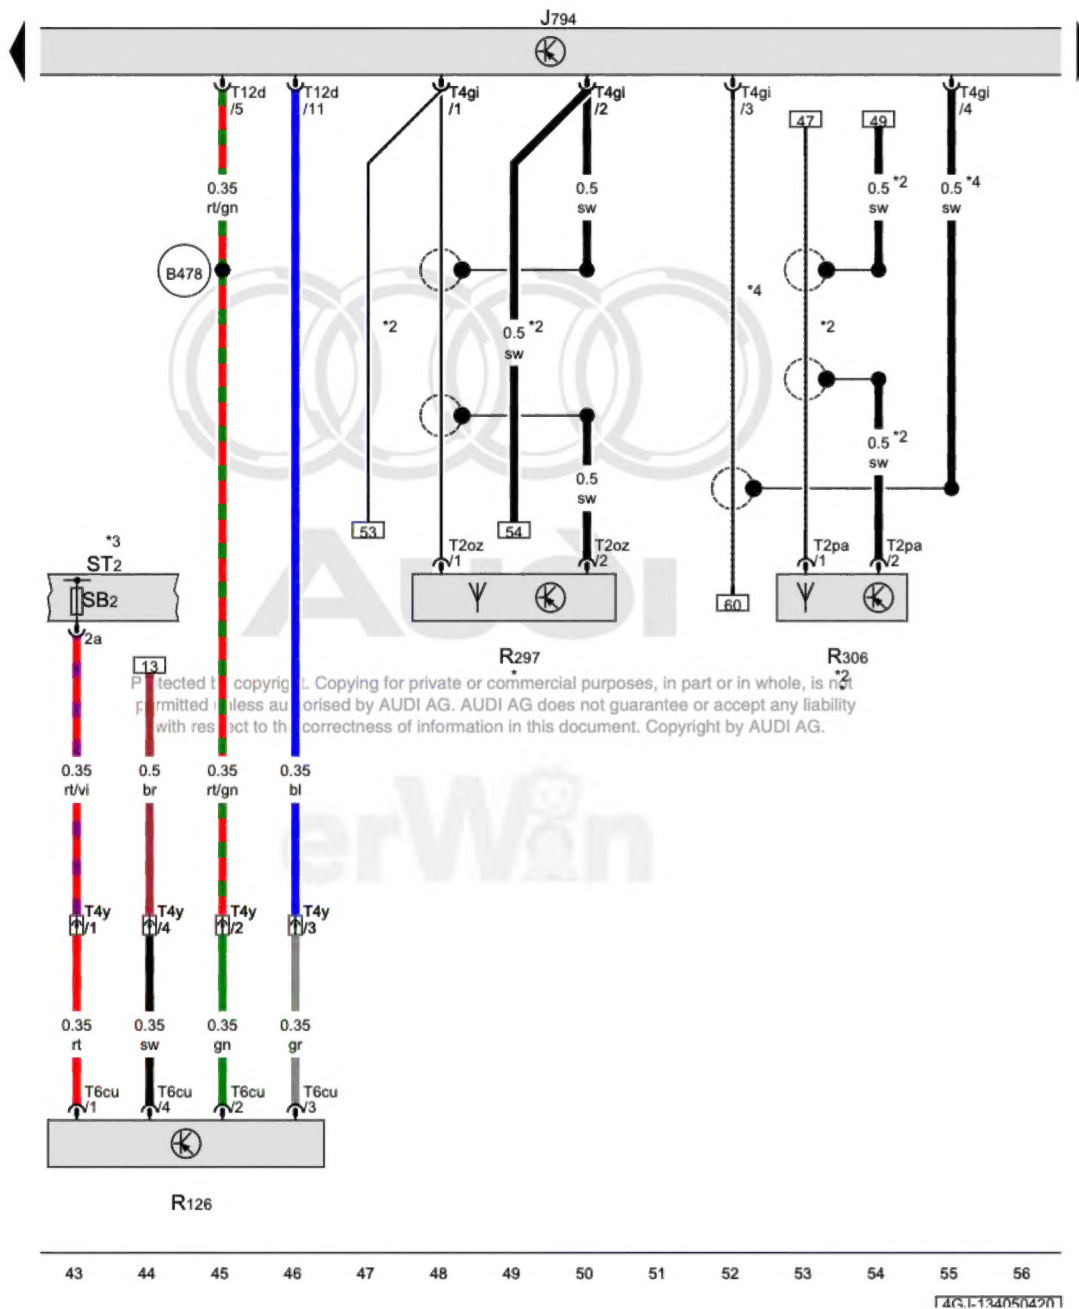 J794
T12d
/5
T12d
/11
T4gi
/1
T4gi
/2
T4gi
/3
T4gi
/4
47
49
0.35
rt/gn
0.5
sw
0.5 *2
sw
0.5 *4
sw
B478
*4
*2
0.5 *2
sw
*2
0.5 *2
sw
0.5
sw
53
54
*3
ST2
SB2
2a
T2oz
/1
T2oz
/2
T2pa
/1
T2pa
/2
60
13
R297
*
R306
*2
Protected by copyright. Copying for private or commercial purposes, in part or in whole, is not
permitted unless authorised by AUDI AG. AUDI AG does not guarantee or accept any liability
with respect to the correctness of information in this document. Copyright by AUDI AG.
Audi
erWin
0.35
rt/vi
0.5
br
0.35
rt/gn
0.35
bl
T4y
/1
T4y
/4
T4y
/2
T4y
/3
0.35
rt
0.35
sw
0.35
gn
0.35
gr
T6cu
/1
T6cu
/4
T6cu
/2
T6cu
/3
R126
43 44 45 46 47 48 49 50 51 52 53 54 55 56
4GJ-134050420